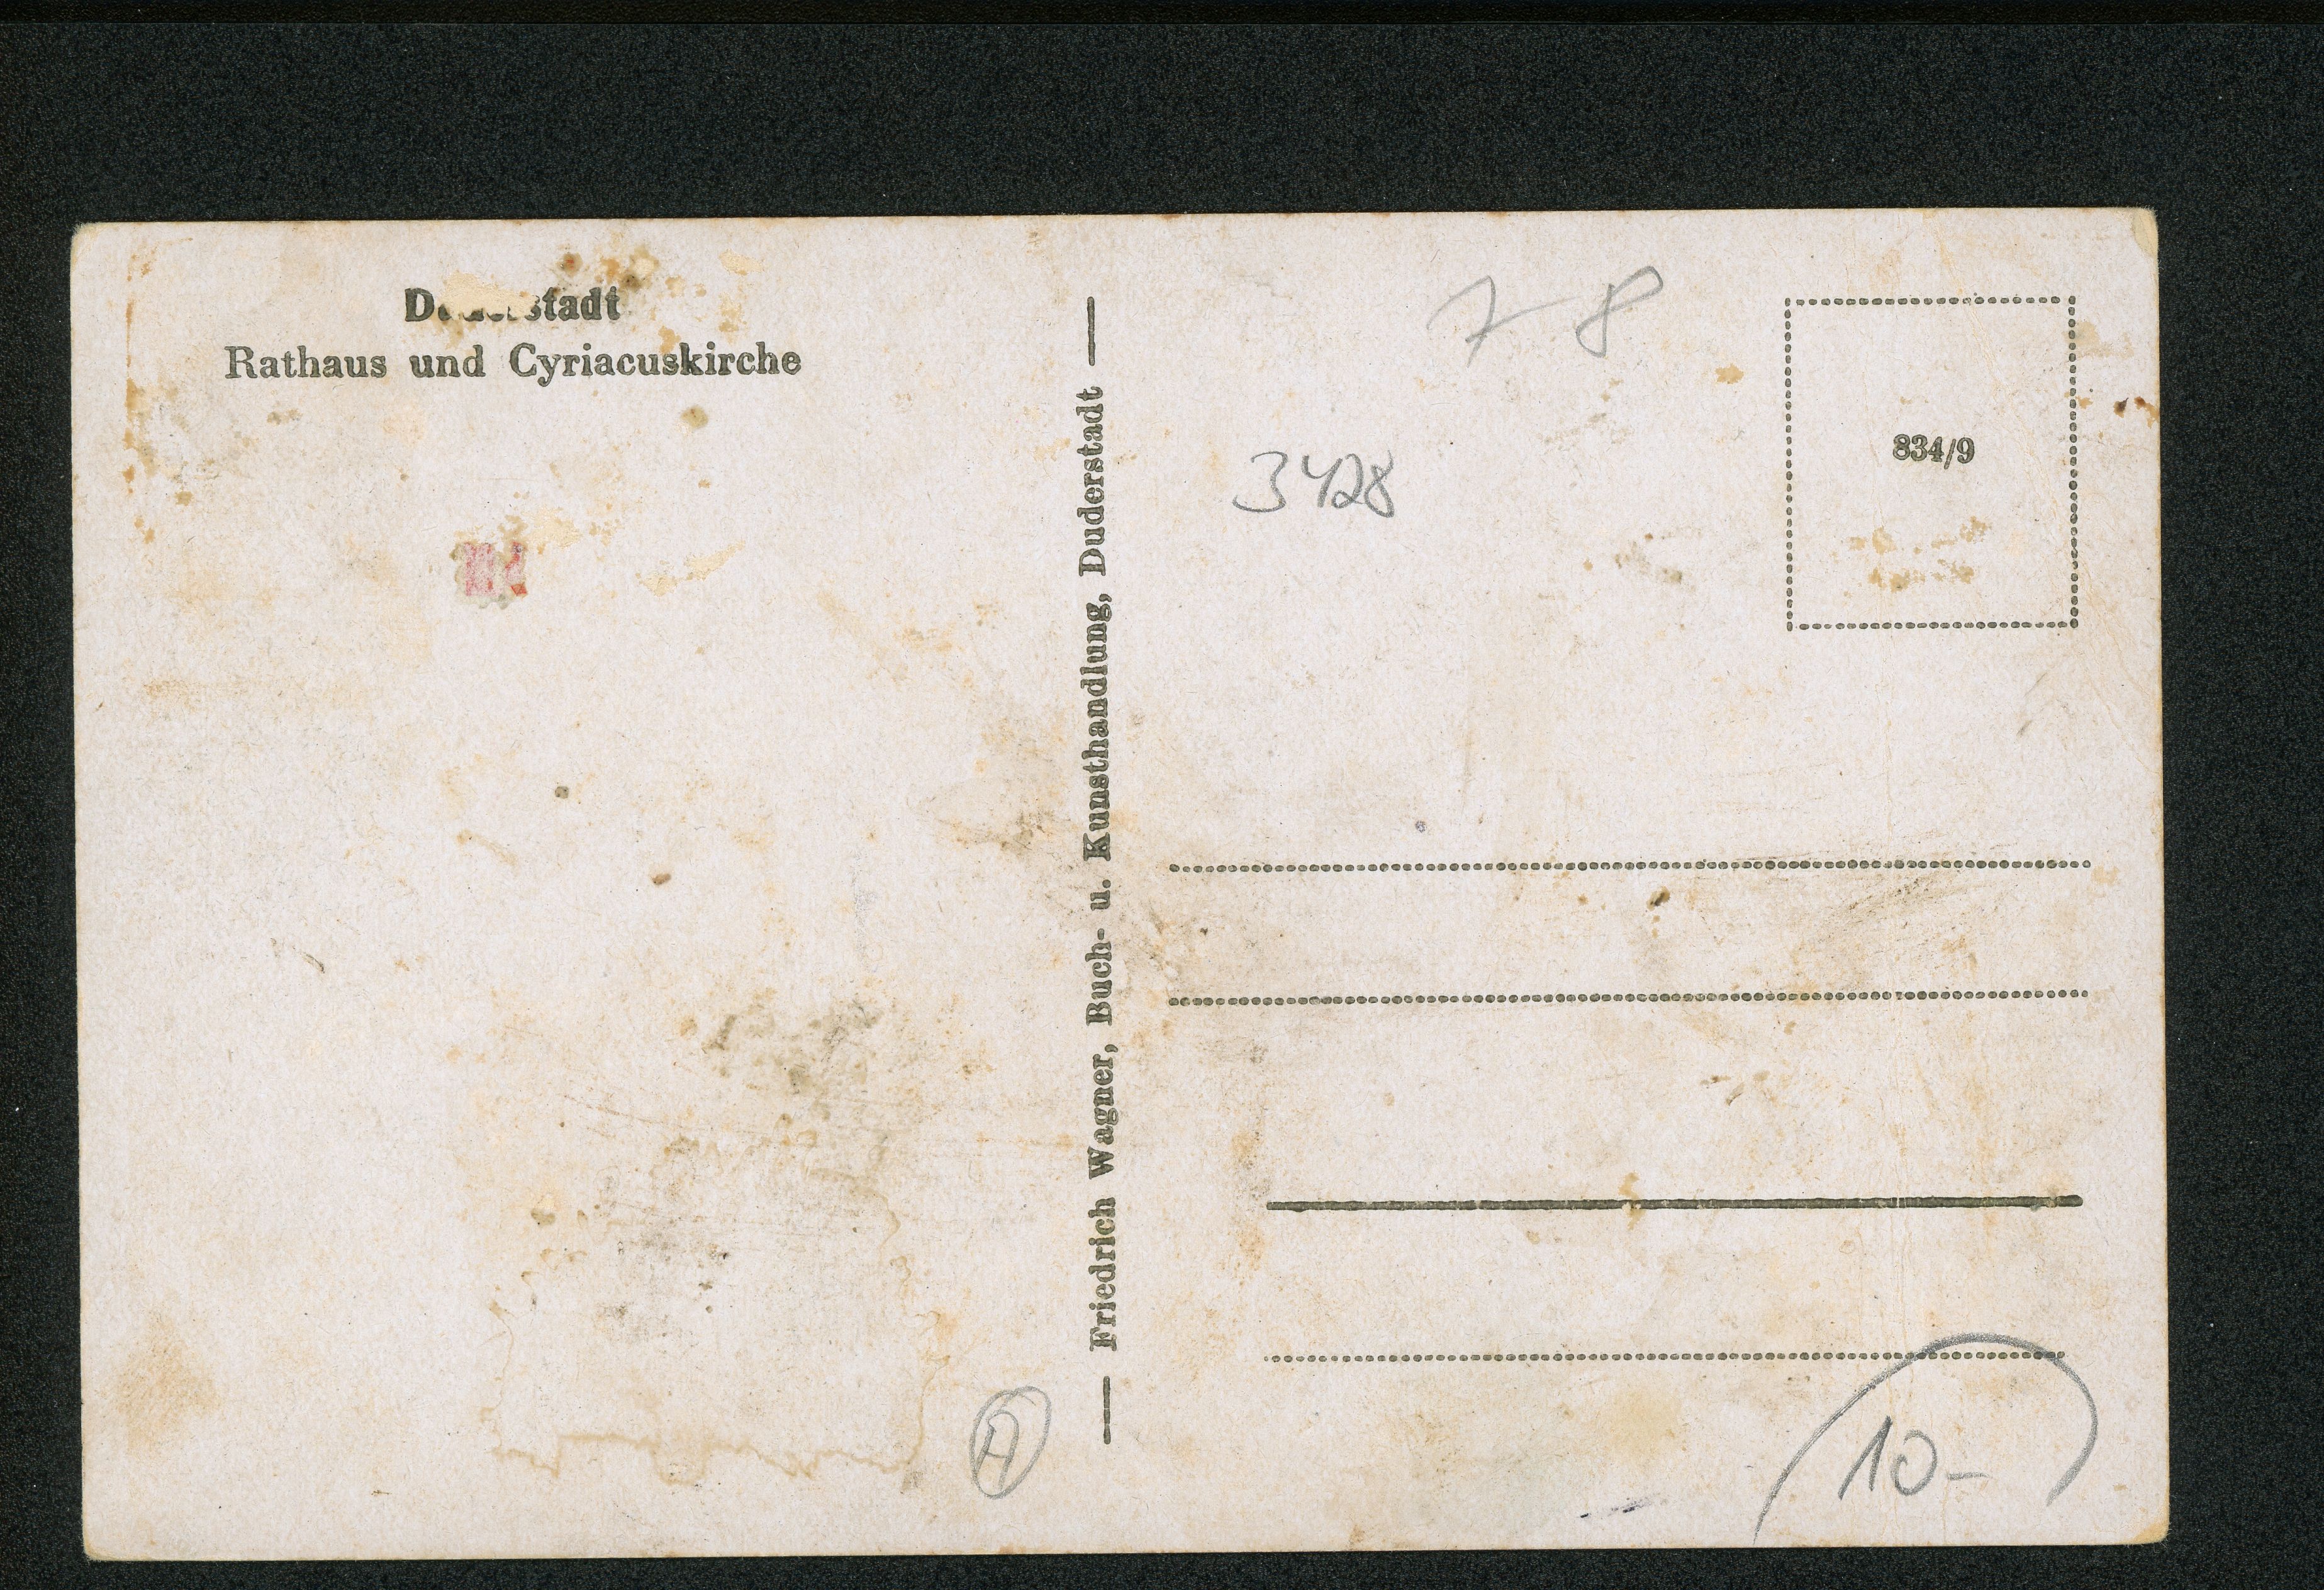 Duderstadt
Rathaus und Cyriacuskirche
Friedrich Wagner, Buch- u. Kunsthandlung, Duderstadt
7 8
3428
834/9
10-